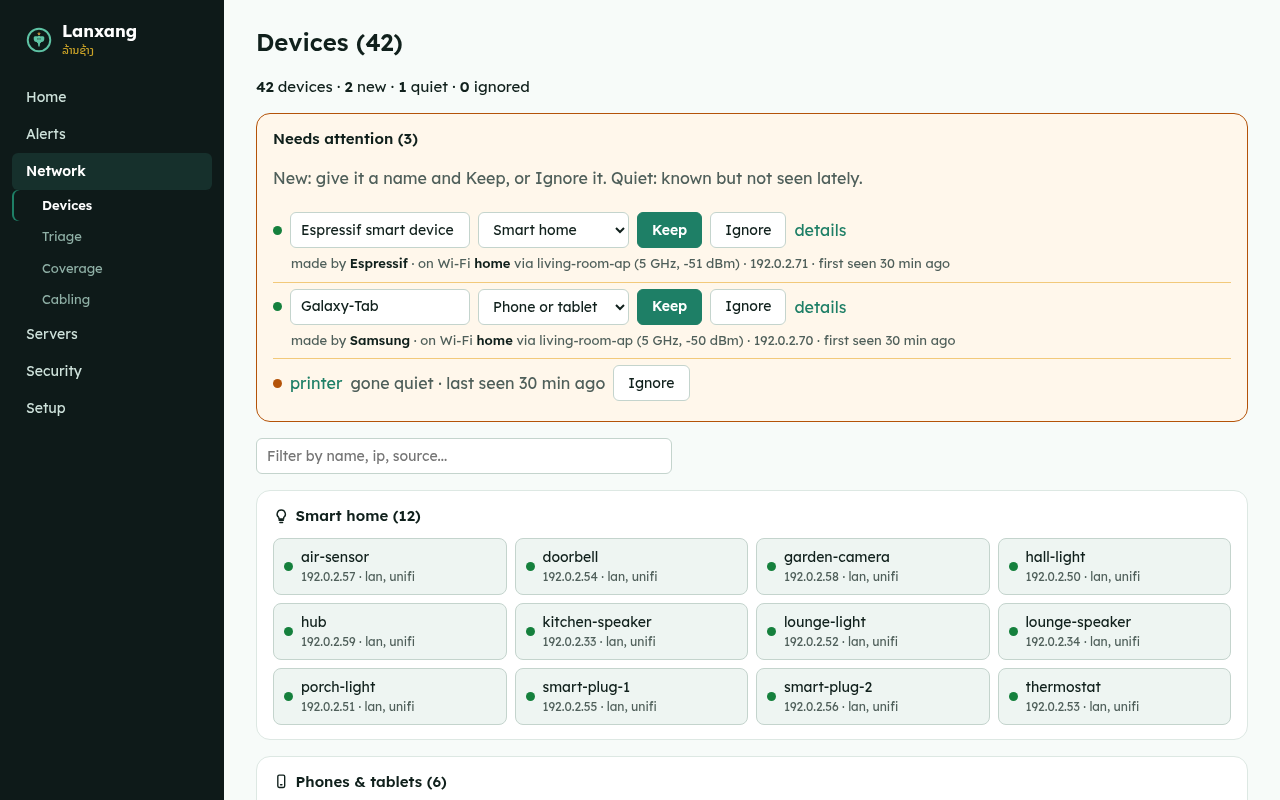 Lanxang
ລ້ານຊ້າງ
Home
Alerts
Network
Devices
Triage
Coverage
Cabling
Servers
Security
Setup
Devices (42)
42 devices · 2 new · 1 quiet · 0 ignored
Needs attention (3)
New: give it a name and Keep, or Ignore it. Quiet: known but not seen lately.
Espressif smart device Smart home Keep Ignore details
made by Espressif · on Wi-Fi home via living-room-ap (5 GHz, -51 dBm) · 192.0.2.71 · first seen 30 min ago
Galaxy-Tab Phone or tablet Keep Ignore details
made by Samsung · on Wi-Fi home via living-room-ap (5 GHz, -50 dBm) · 192.0.2.70 · first seen 30 min ago
printer gone quiet · last seen 30 min ago Ignore
Filter by name, ip, source...
Smart home (12)
air-sensor doorbell garden-camera hall-light
192.0.2.57 · lan, unifi 192.0.2.54 · lan, unifi 192.0.2.58 · lan, unifi 192.0.2.50 · lan, unifi
hub kitchen-speaker lounge-light lounge-speaker
192.0.2.59 · lan, unifi 192.0.2.33 · lan, unifi 192.0.2.52 · lan, unifi 192.0.2.34 · lan, unifi
porch-light smart-plug-1 smart-plug-2 thermostat
192.0.2.51 · lan, unifi 192.0.2.55 · lan, unifi 192.0.2.56 · lan, unifi 192.0.2.53 · lan, unifi
Phones & tablets (6)